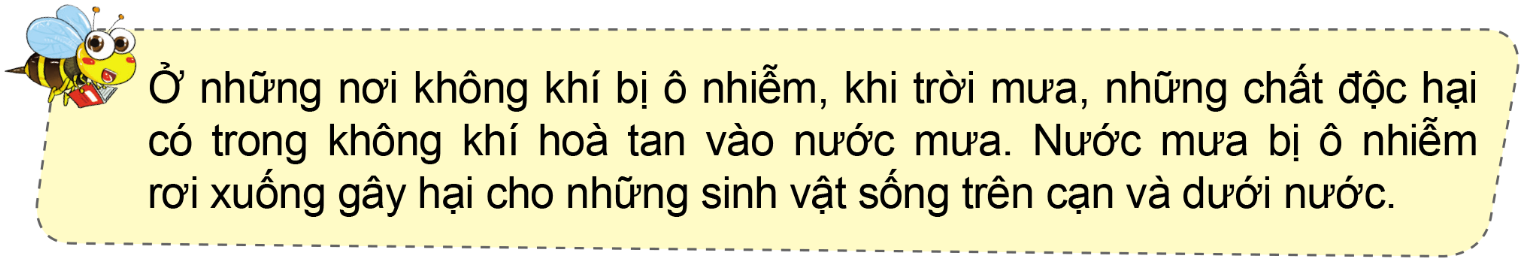 Ở những nơi không khí bị ô nhiễm, khi trời mưa, những chất độc hại
có trong không khí hoà tan vào nước mưa. Nước mưa bị ô nhiễm
rơi xuống gây hại cho những sinh vật sống trên cạn và dưới nước.